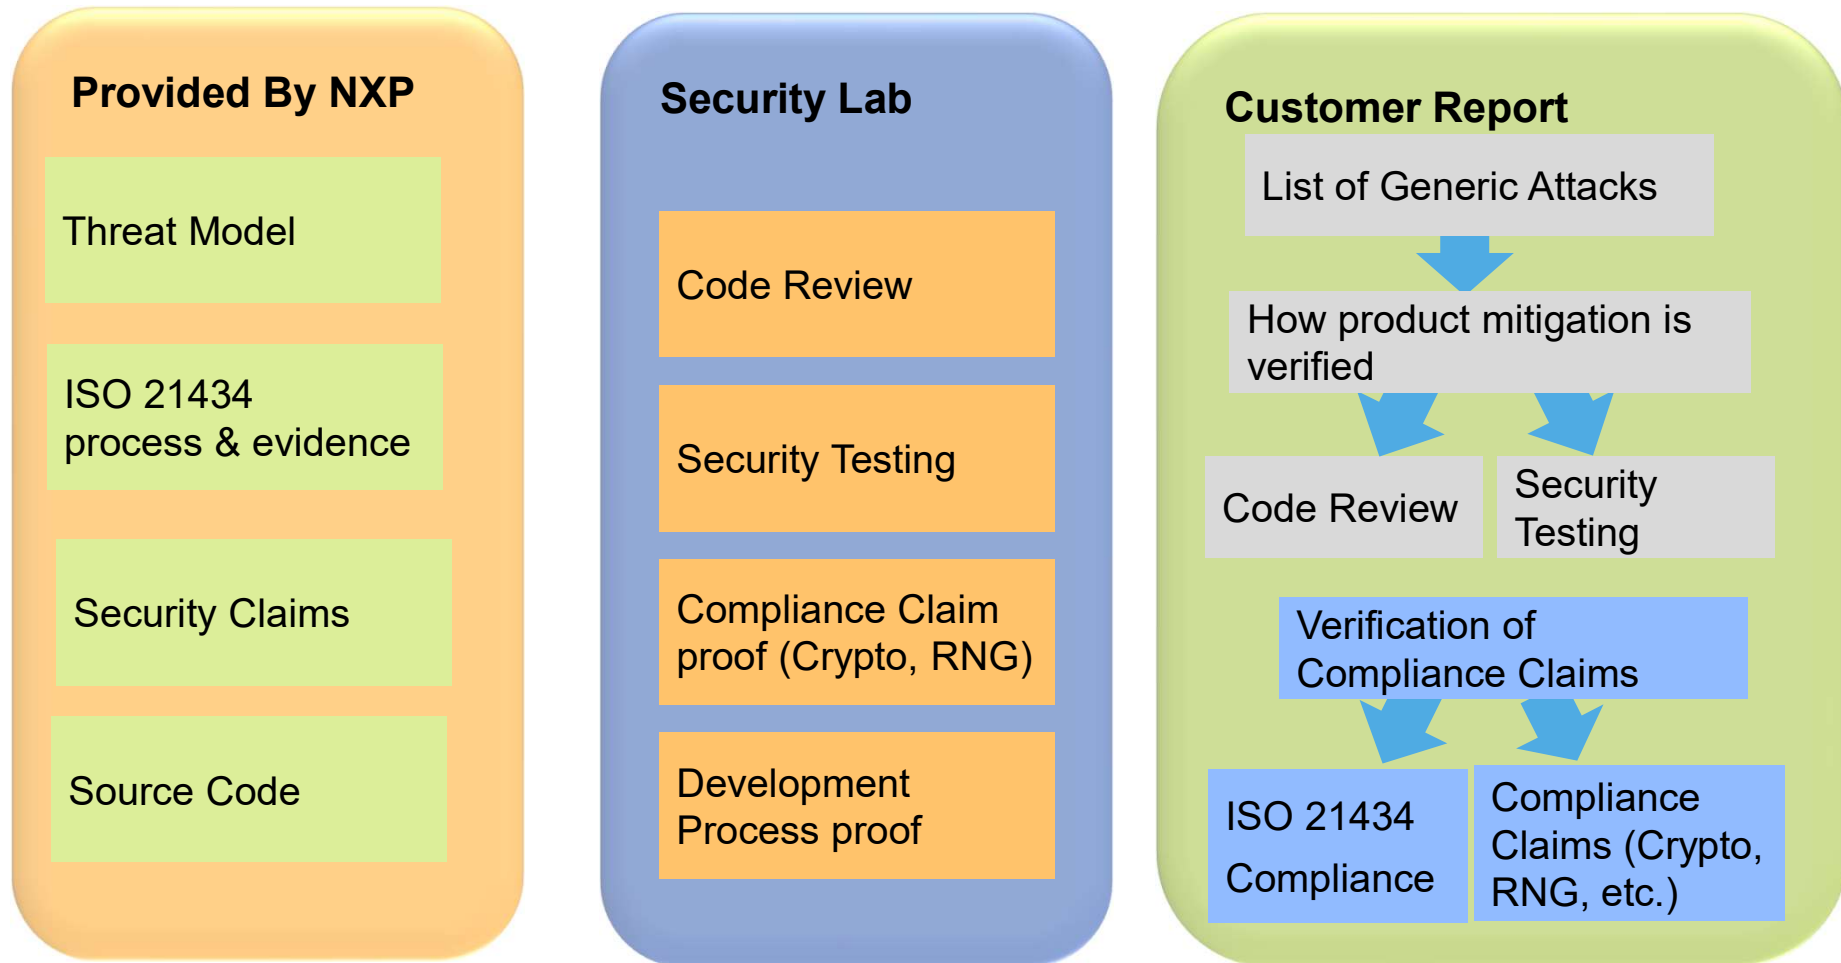 Provided By NXP
Threat Model
ISO 21434
process & evidence
Security Claims
Source Code
Security Lab
Code Review
Security Testing
Compliance Claim
proof (Crypto, RNG)
Development
Process proof
Customer Report
List of Generic Attacks
How product mitigation is
verified
Code Review
Security
Testing
Verification of
Compliance Claims
ISO 21434
Compliance
Compliance
Claims (Crypto,
RNG, etc.)